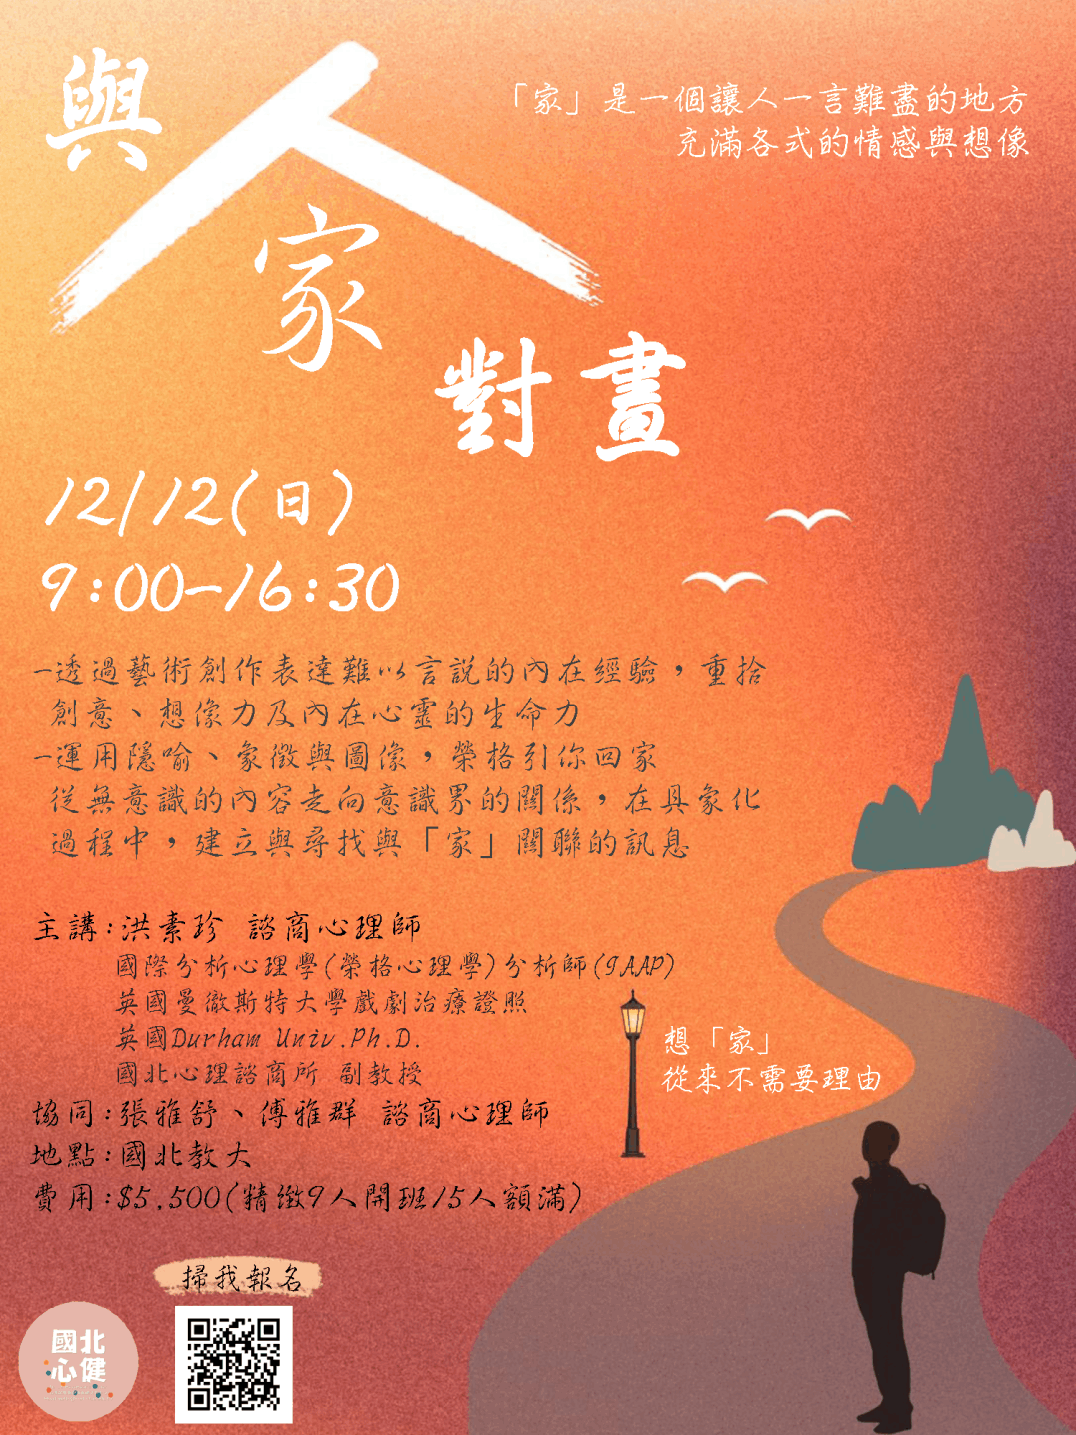 與人家對畫
「家」是一個讓人一言難盡的地方
充滿各式的情感與想像
12/12(日)
9:00-16:30
-透過藝術創作表達難以言說的內在經驗，重拾
創意、想像力及內在心靈的生命力
-運用隱喻、象徵與圖像，榮格引你回家
從無意識的內容走向意識界的關係，在具象化
過程中，建立與尋找與「家」關聯的訊息
主講:洪素珍 諮商心理師
國際分析心理學(榮格心理學)分析師(IAAP)
英國曼徹斯特大學戲劇治療證照
英國Durham Univ.Ph.D.
國北心理諮商所 副教授
協同:張雅舒、傅雅群 諮商心理師
地點:國北教大
費用:$5,500(精緻9人開班15人額滿)
想「家」
從來不需要理由
掃我報名
國北
心健